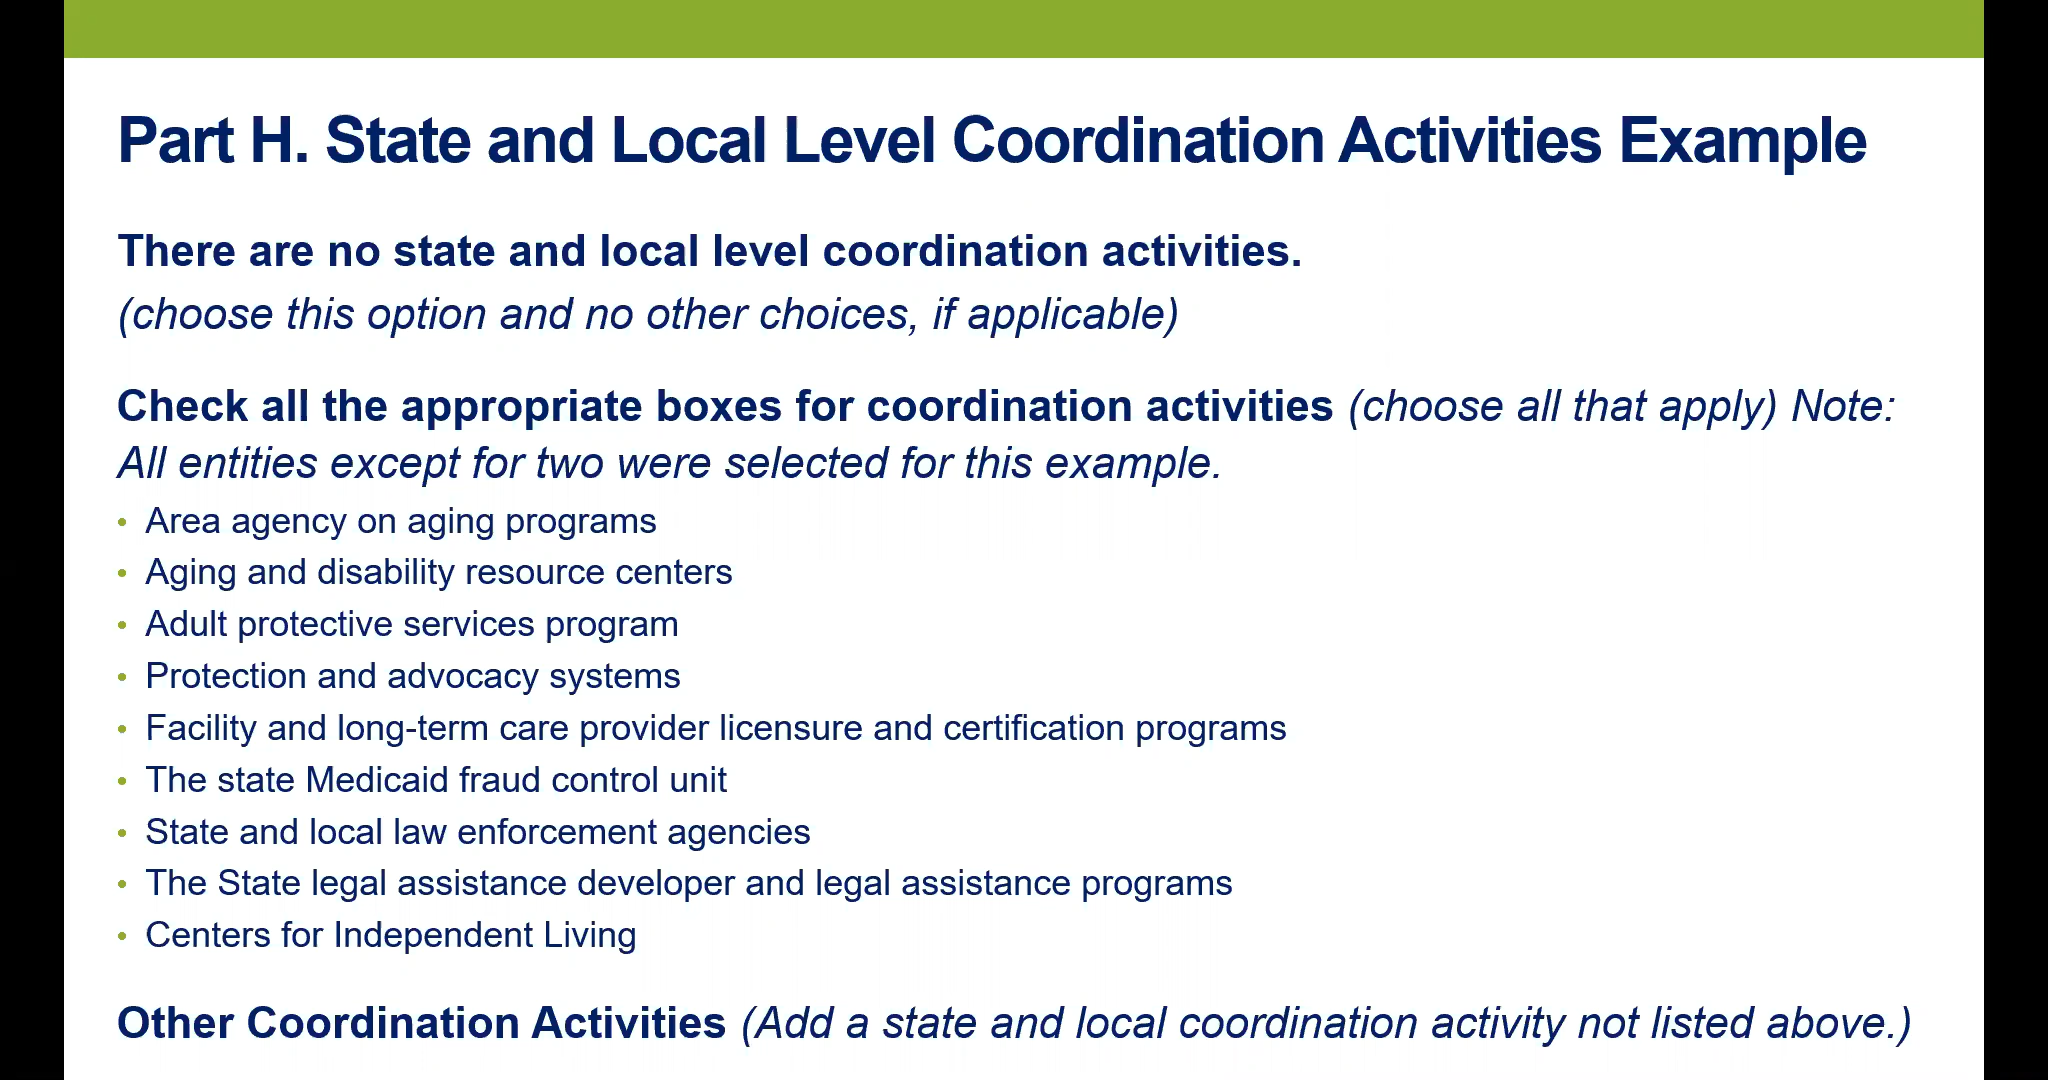 Part H. State and Local Level Coordination Activities Example
There are no state and local level coordination activities.
(choose this option and no other choices, if applicable)
Check all the appropriate boxes for coordination activities (choose all that apply) Note:
All entities except for two were selected for this example.
• Area agency on aging programs
• Aging and disability resource centers
• Adult protective services program
• Protection and advocacy systems
• Facility and long-term care provider licensure and certification programs
• The state Medicaid fraud control unit
• State and local law enforcement agencies
• The State legal assistance developer and legal assistance programs
• Centers for Independent Living
Other Coordination Activities (Add a state and local coordination activity not listed above.)